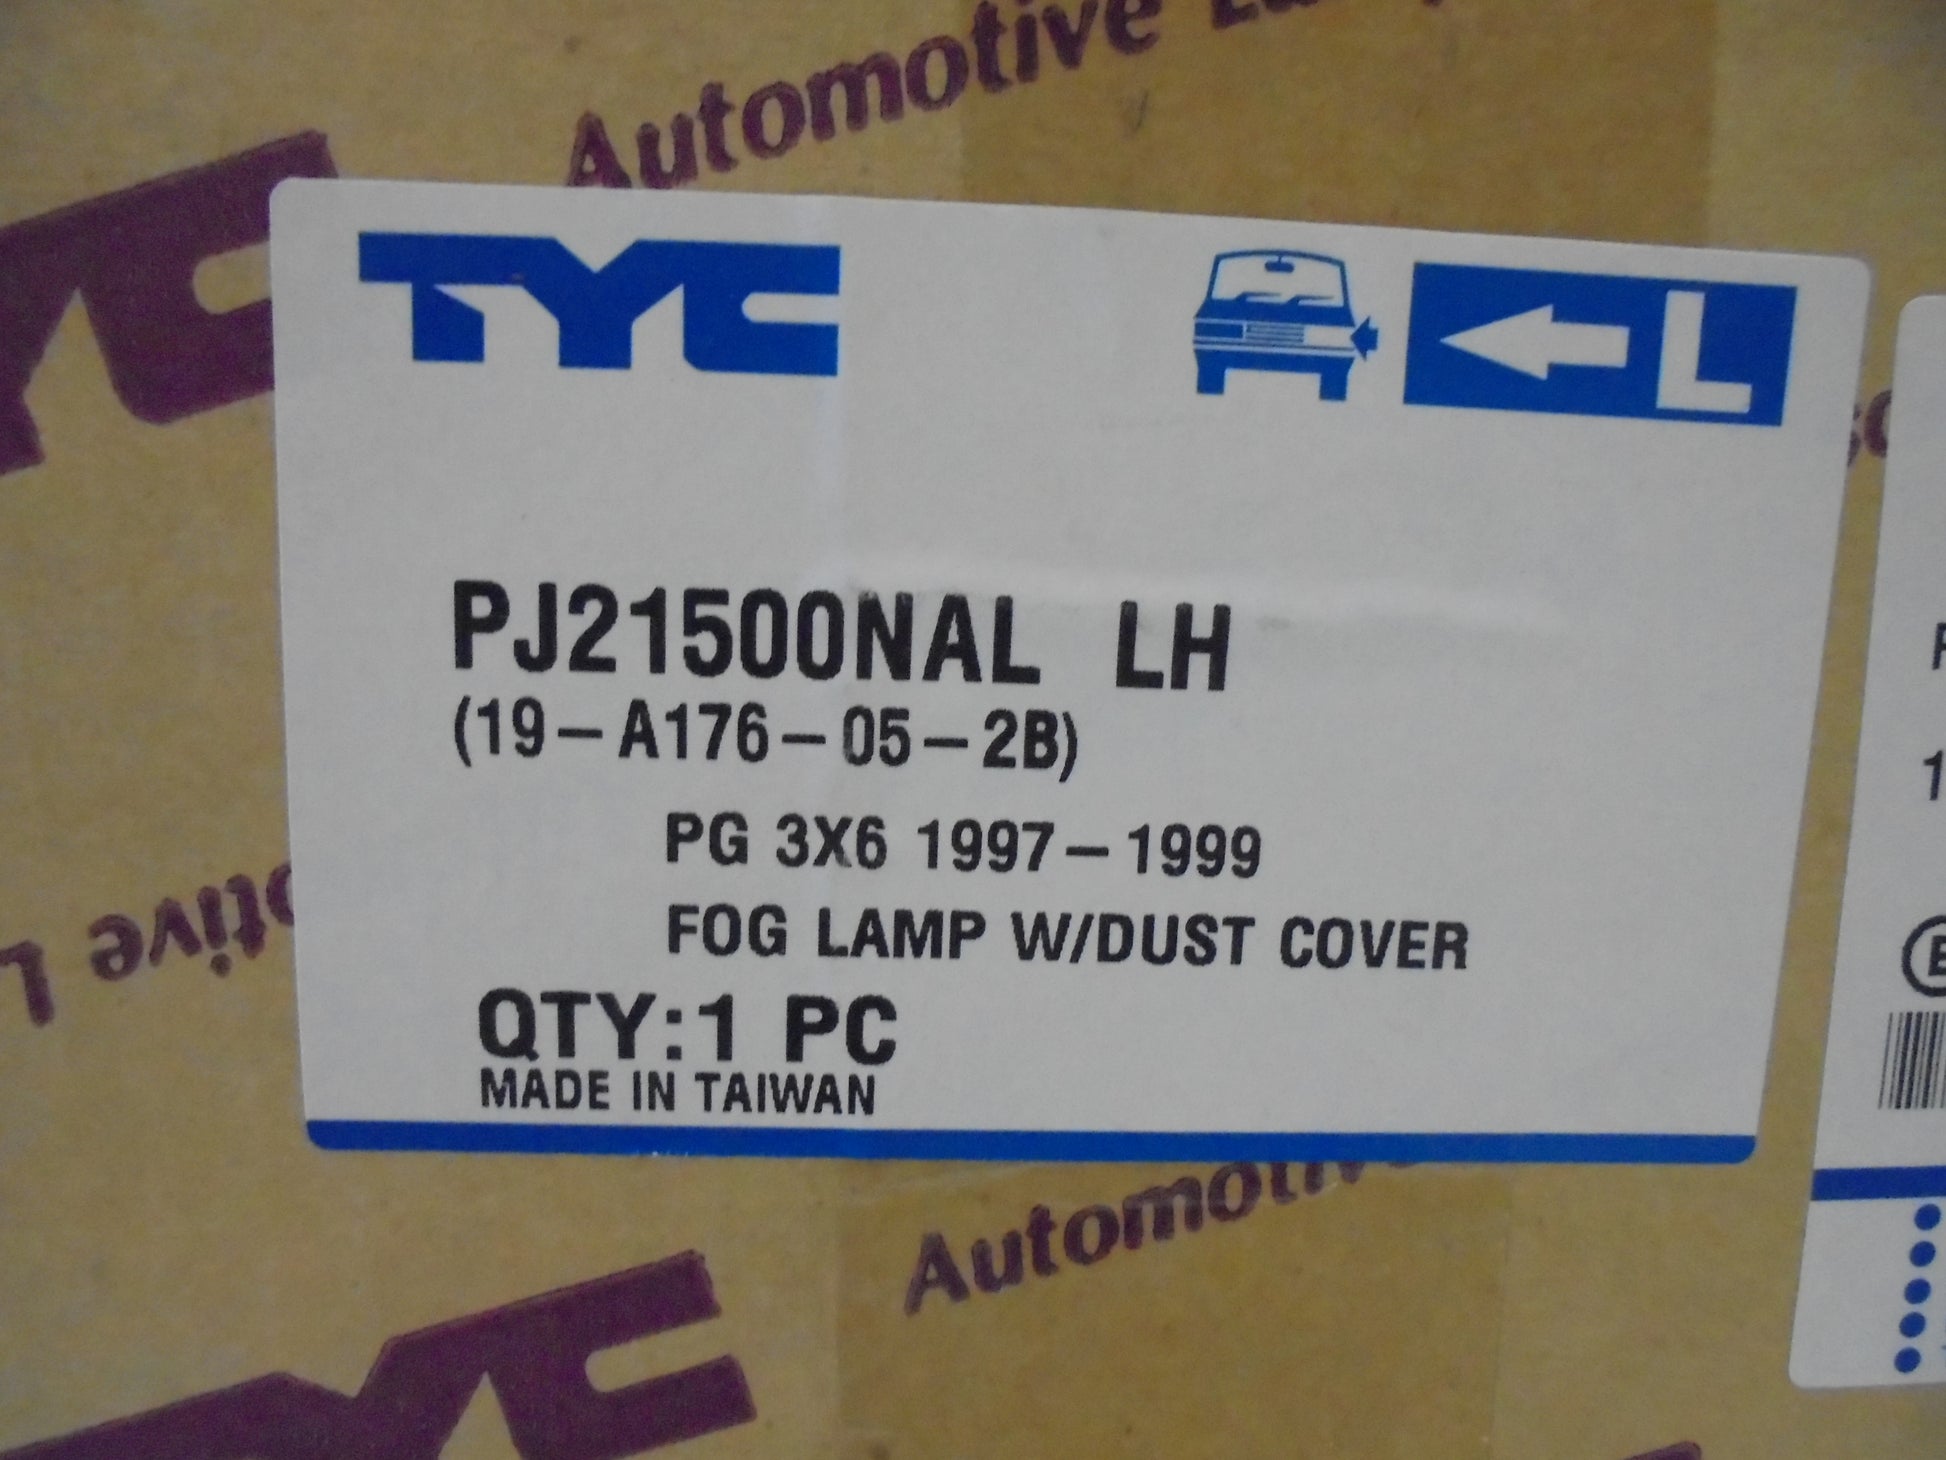 Automotive
TYC
L
PJ21500NAL LH
(19-A176-05-2B)
PG 3X6 1997-1999
FOG LAMP W/DUST COVER
QTY:1 PC
MADE IN TAIWAN
Automotive